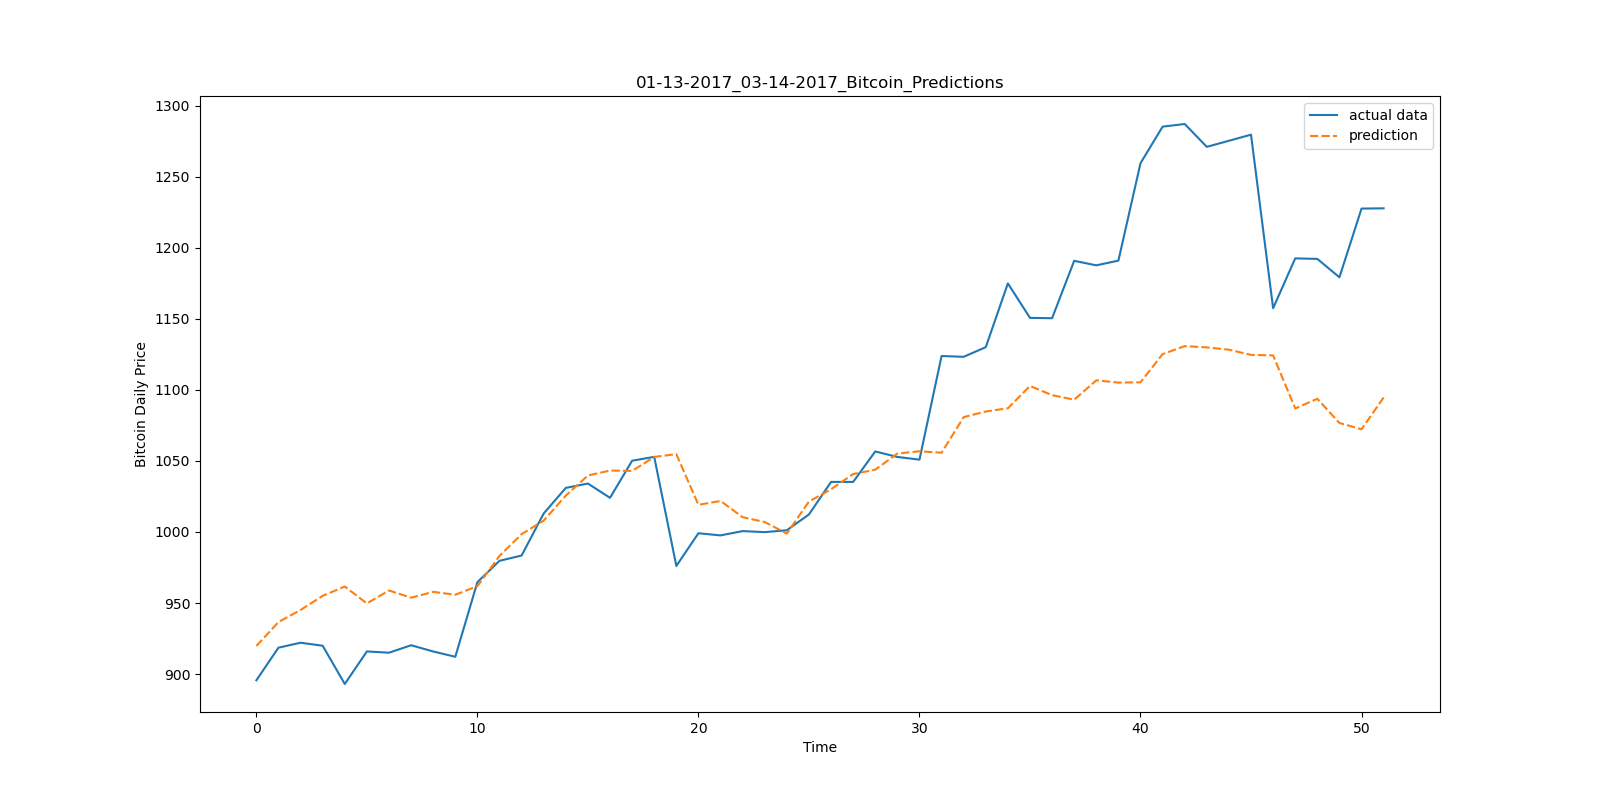 01-13-2017_03-14-2017_Bitcoin_Predictions
actual data
prediction
Bitcoin Daily Price
1300
1250
1200
1150
1100
1050
1000
950
900
0 10 20 30 40 50
Time